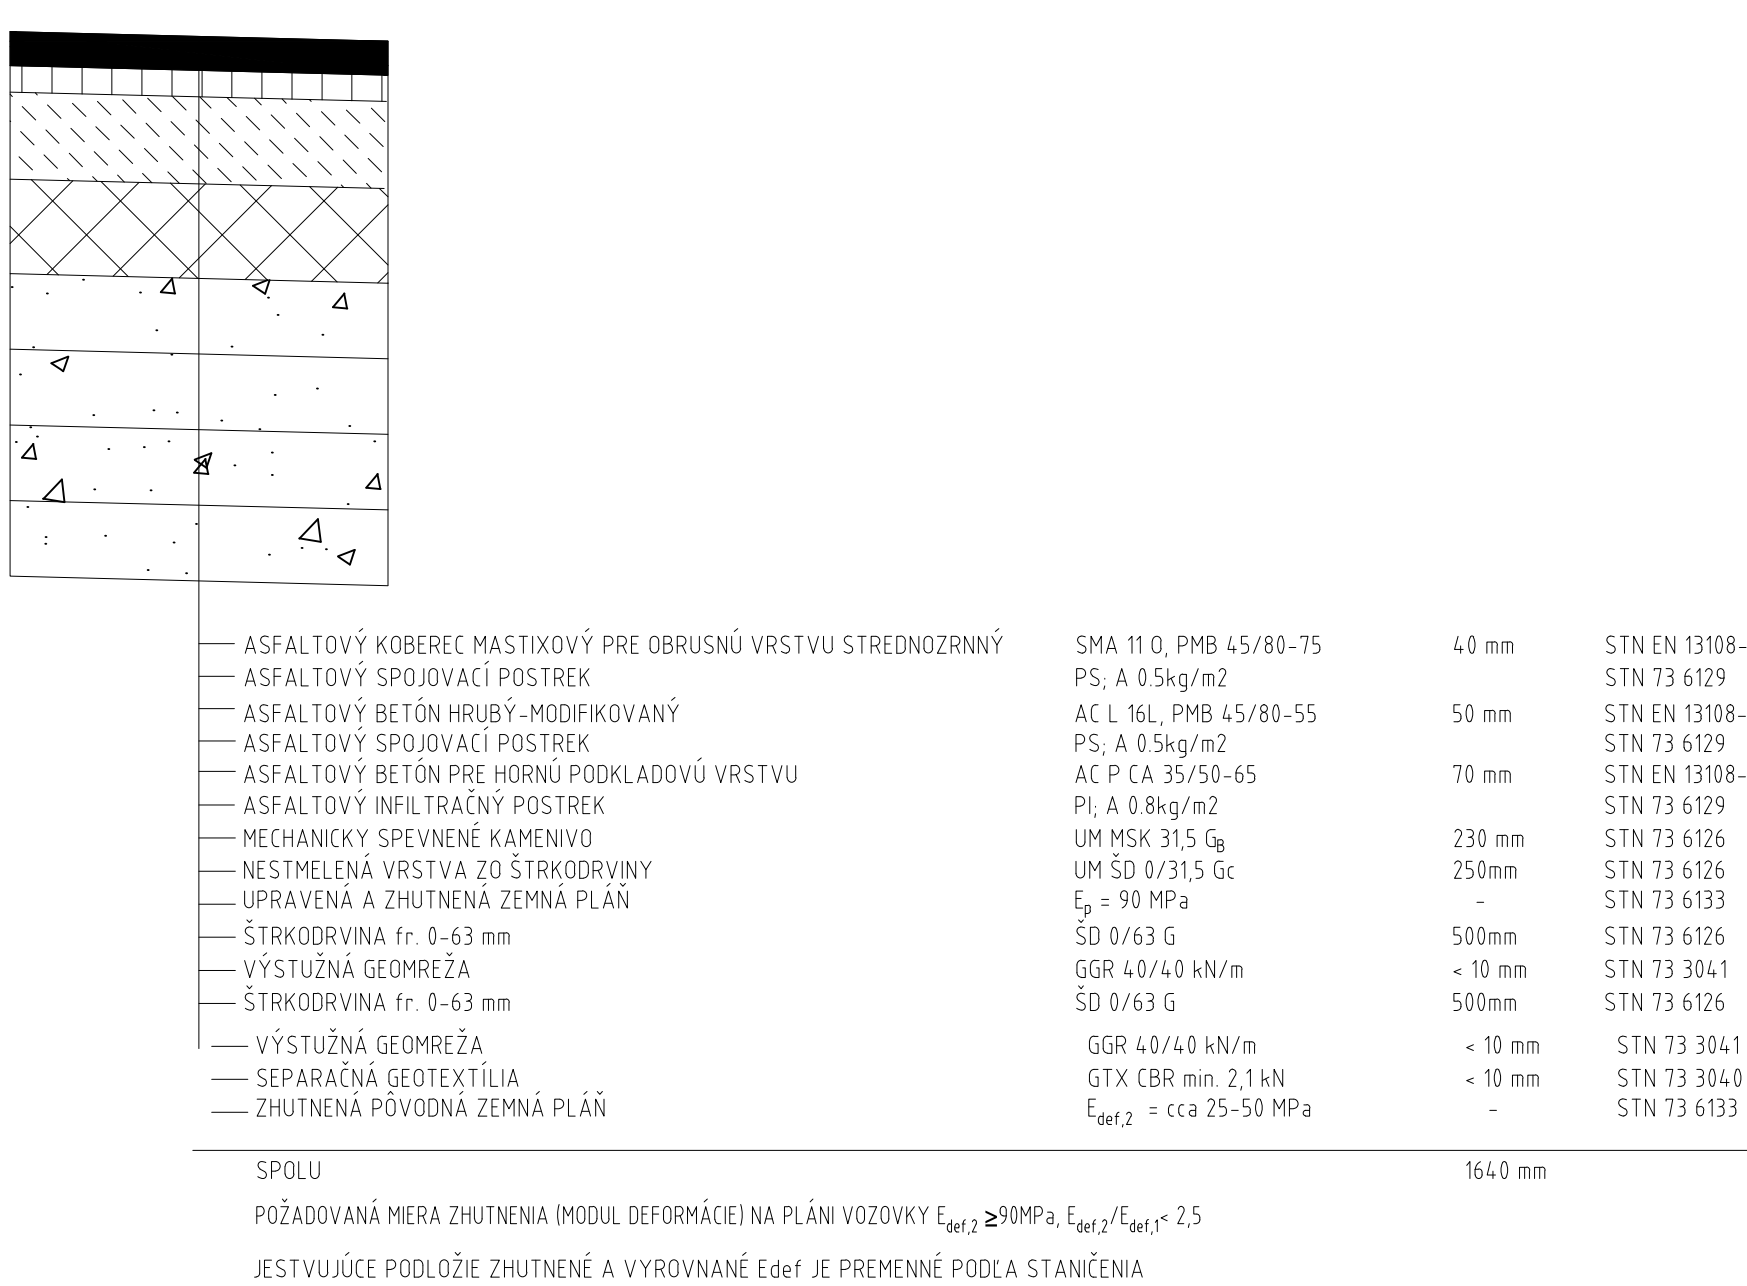 ASFALTOVÝ KOBEREC MASTIXOVÝ PRE OBRUSNÚ VRSTVU STREDNOZRNNÝ SMA 11 O, PMB 45/80-75 40 mm STN EN 13108-
ASFALTOVÝ SPOJOVACÍ POSTREK PS; A 0.5kg/m2 STN 73 6129
ASFALTOVÝ BETÓN HRUBÝ-MODIFIKOVANÝ AC L 16L, PMB 45/80-55 50 mm STN EN 13108-
ASFALTOVÝ SPOJOVACÍ POSTREK PS; A 0.5kg/m2 STN 73 6129
ASFALTOVÝ BETÓN PRE HORNÚ PODKLADOVÚ VRSTVU AC P CA 35/50-65 70 mm STN EN 13108-
ASFALTOVÝ INFILTRAČNÝ POSTREK PI; A 0.8kg/m2 STN 73 6129
MECHANICKY SPEVNENÉ KAMENIVO UM MSK 31,5 GB 230 mm STN 73 6126
NESTMELENÁ VRSTVA ZO ŠTRKODRVINY UM ŠD 0/31,5 Gc 250mm STN 73 6126
UPRAVENÁ A ZHUTNENÁ ZEMNÁ PLÁŇ Ep = 90 MPa - STN 73 6133
ŠTRKODRVINA fr. 0-63 mm ŠD 0/63 G 500mm STN 73 6126
VÝSTUŽNÁ GEOMREŽA GGR 40/40 kN/m < 10 mm STN 73 3041
ŠTRKODRVINA fr. 0-63 mm ŠD 0/63 G 500mm STN 73 6126
VÝSTUŽNÁ GEOMREŽA GGR 40/40 kN/m < 10 mm STN 73 3041
SEPARAČNÁ GEOTEXTÍLIA GTX CBR min. 2,1 kN < 10 mm STN 73 3040
ZHUTNENÁ PÔVODNÁ ZEMNÁ PLÁŇ Edef,2 = cca 25-50 MPa - STN 73 6133
SPOLU 1640 mm
POŽADOVANÁ MIERA ZHUTNENIA (MODUL DEFORMÁCIE) NA PLÁNI VOZOVKY Edef,2 ≥90MPa, Edef,2/Edef,1< 2,5
JESTVUJÚCE PODLOŽIE ZHUTNENÉ A VYROVNANÉ Edef JE PREMENNÉ PODĽA STANIČENIA